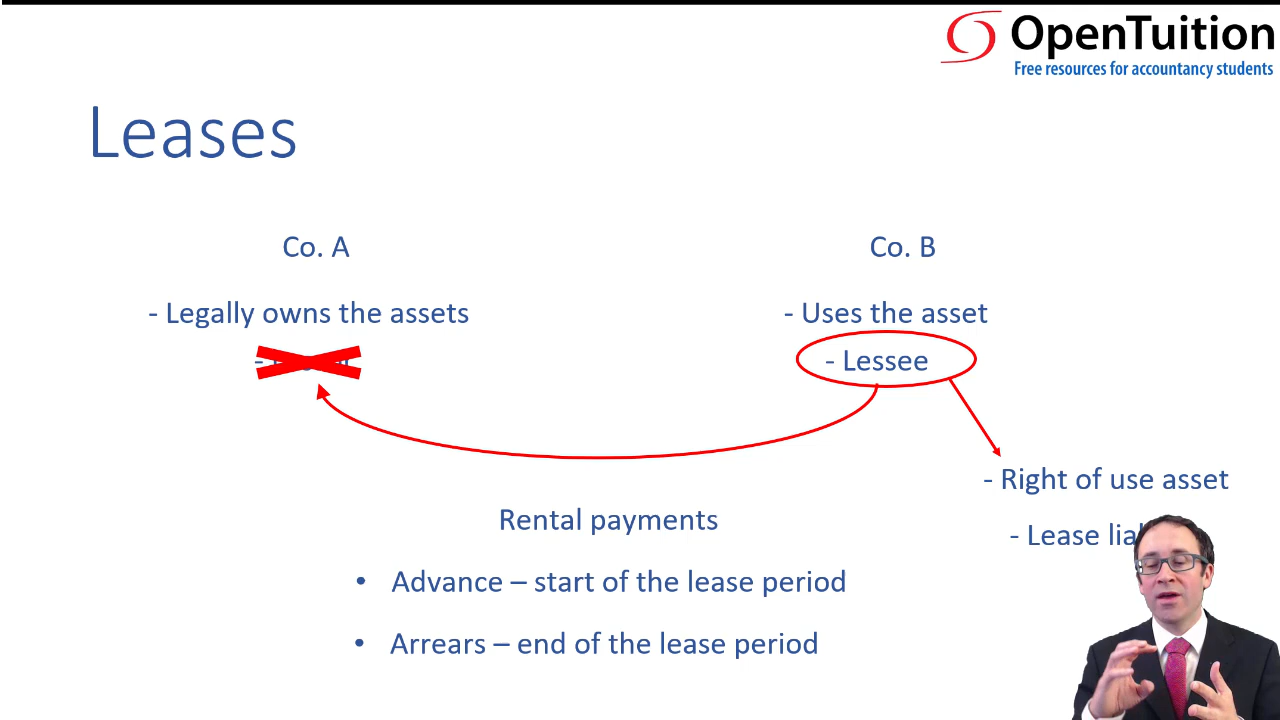 OpenTuition
Free resources for accountancy students
Leases
Co. A
- Legally owns the assets
Co. B
- Uses the asset
- Lessee
- Right of use asset
- Lease
Rental payments
• Advance – start of the lease period
• Arrears – end of the lease period